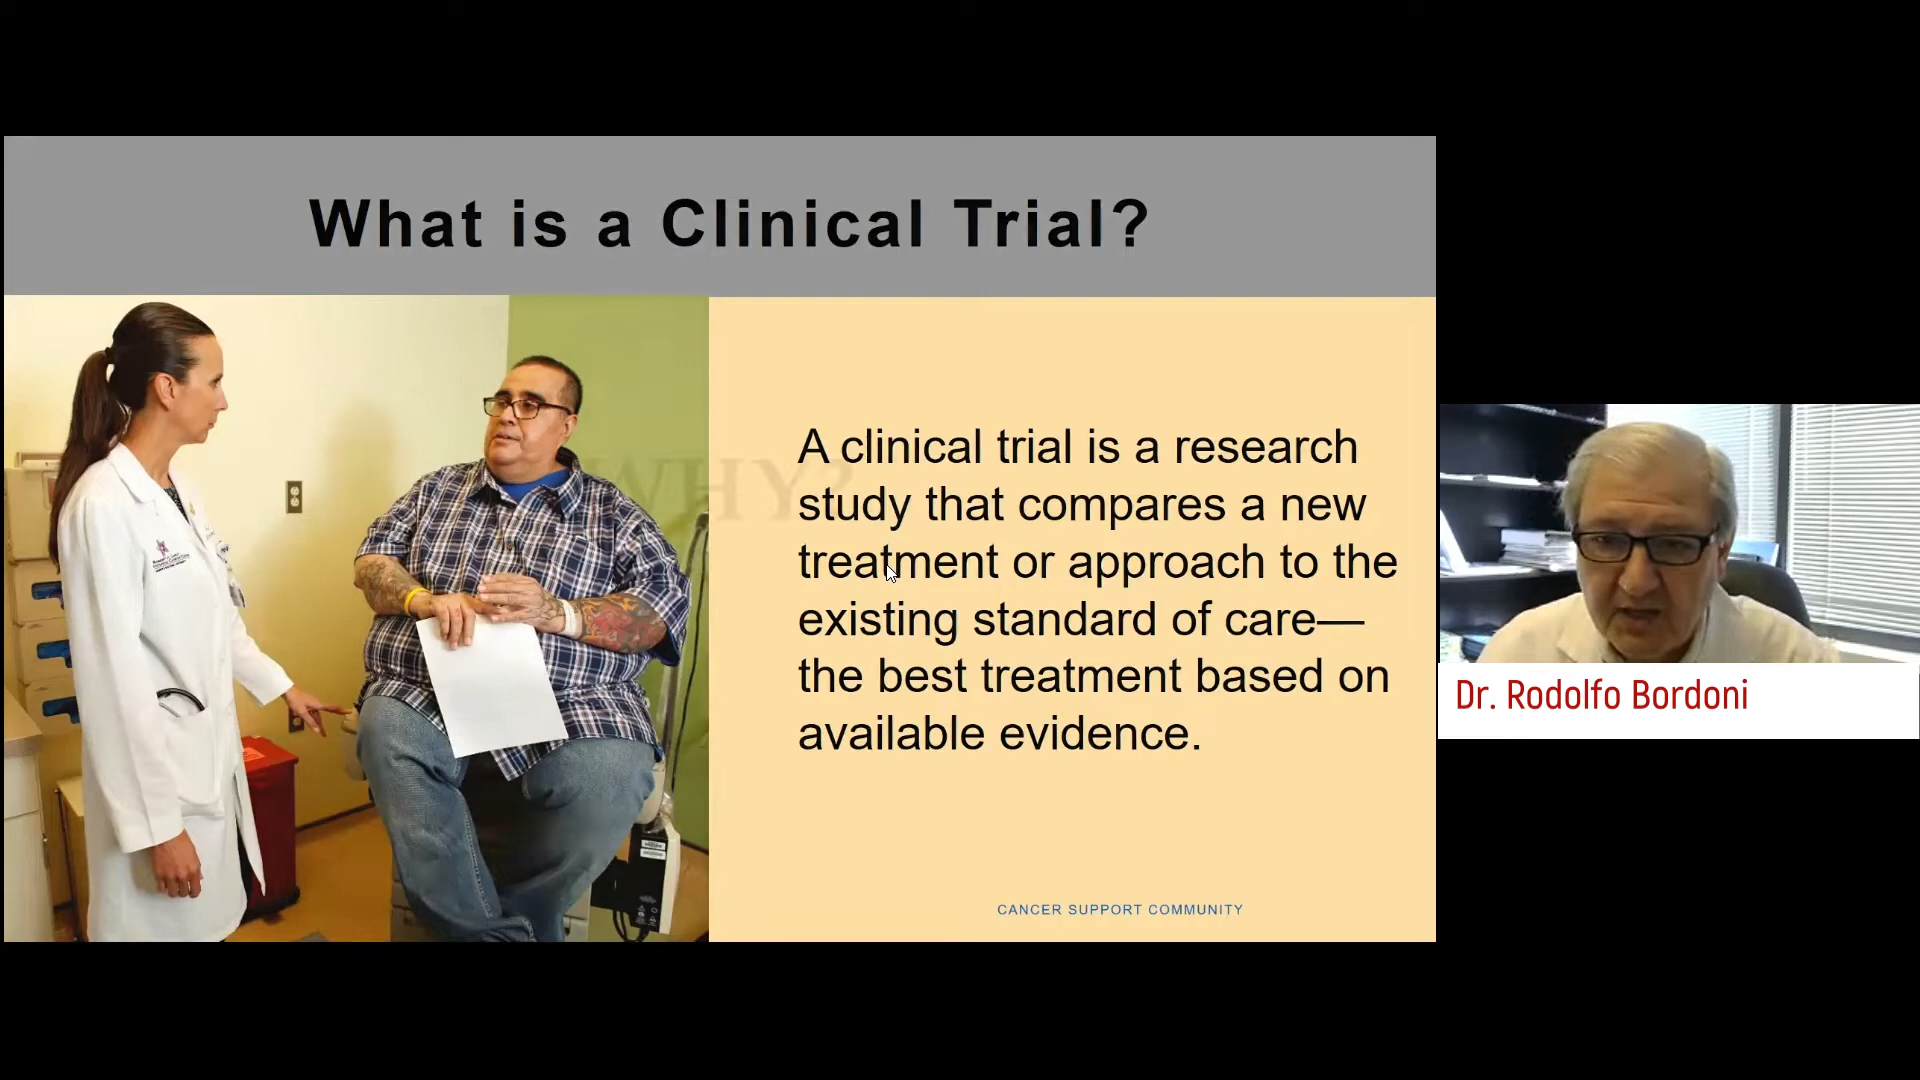 What is a Clinical Trial?
WHY?
A clinical trial is a research
study that compares a new
treatment or approach to the
existing standard of care—
the best treatment based on
available evidence.
CANCER SUPPORT COMMUNITY
Dr. Rodolfo Bordoni